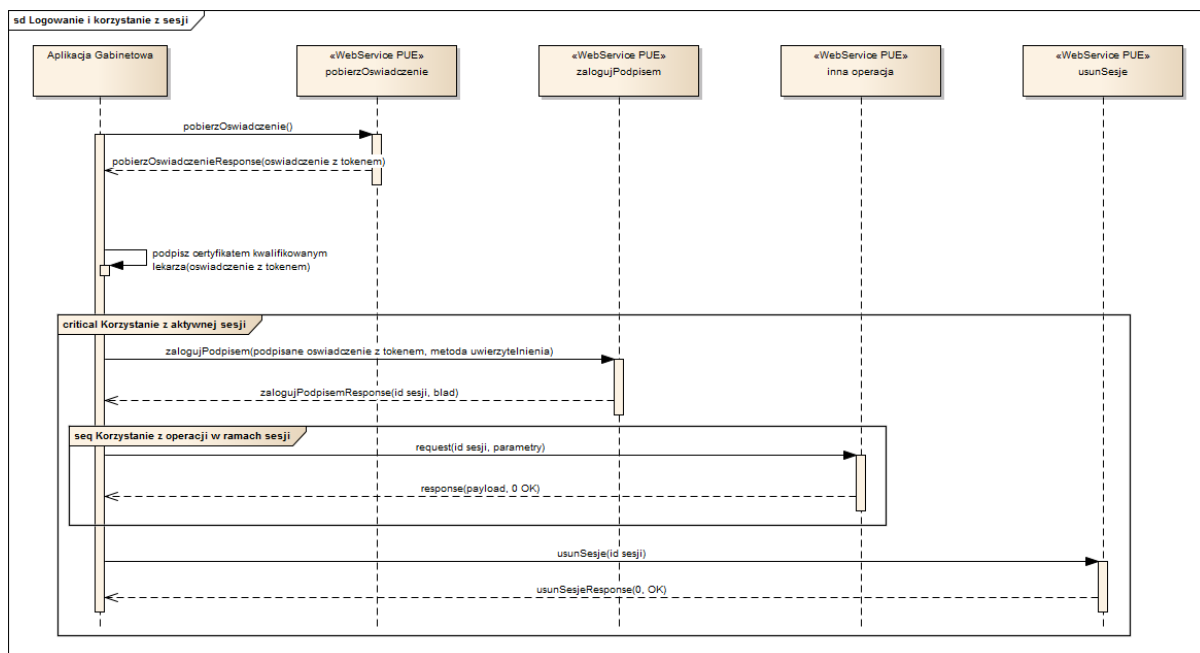 sd Logowanie i korzystanie z sesji
Aplikacja Gabinetowa
«WebService PUE»
pobierzOswiadczenie
«WebService PUE»
zalogujPodpisem
«WebService PUE»
inna operacja
«WebService PUE»
usunSesje
pobierzOswiadczenie()
pobierzOswiadczenieResponse(oswiadczenie z tokenem)
podpisz certyfikatem kwalifikowanym
lekarza(oswiadczenie z tokenem)
critical Korzystanie z aktywnej sesji
zalogujPodpisem(podpisane oswiadczenie z tokenem, metoda uwierzytelnienia)
zalogujPodpisemResponse(id sesji, blad)
seq Korzystanie z operacji w ramach sesji
request(id sesji, parametry)
response(payload, 0 OK)
usunSesje(id sesji)
usunSesjeResponse(0, OK)